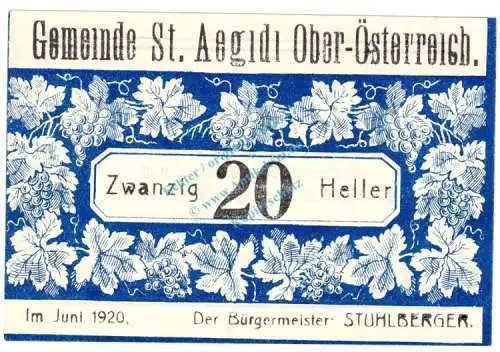 Gemeinde St. Aegidi Ober-Österreich.
Zwanzig 20 Heller
Im Juni 1920. Der Bürgermeister: STUHLBERGER.